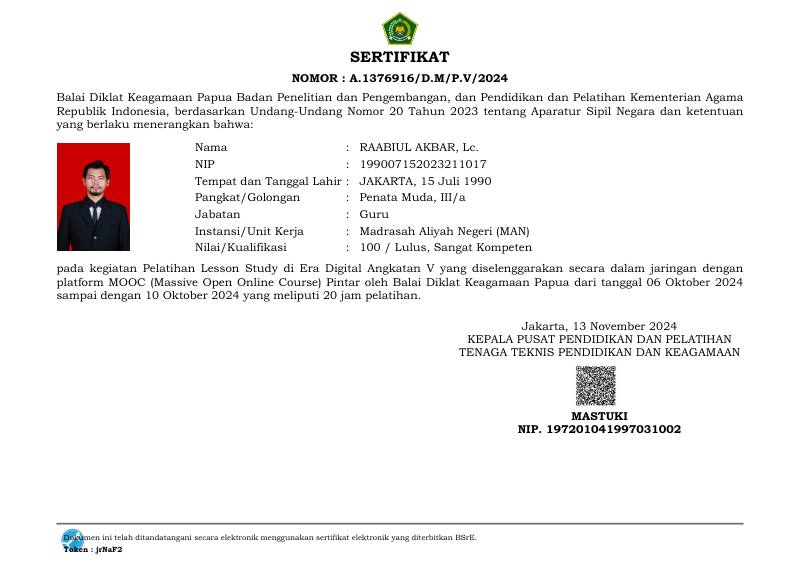 SERTIFIKAT
NOMOR : A.1376916/D.M/P.V/2024
Balai Diklat Keagamaan Papua Badan Penelitian dan Pengembangan, dan Pendidikan dan Pelatihan Kementerian Agama
Republik Indonesia, berdasarkan Undang-Undang Nomor 20 Tahun 2023 tentang Aparatur Sipil Negara dan ketentuan
yang berlaku menerangkan bahwa:
Nama : RAABIUL AKBAR, Lc.
NIP : 199007152023211017
Tempat dan Tanggal Lahir : JAKARTA, 15 Juli 1990
Pangkat/Golongan : Penata Muda, III/a
Jabatan : Guru
Instansi/Unit Kerja : Madrasah Aliyah Negeri (MAN)
Nilai/Kualifikasi : 100 / Lulus, Sangat Kompeten
pada kegiatan Pelatihan Lesson Study di Era Digital Angkatan V yang diselenggarakan secara dalam jaringan dengan
platform MOOC (Massive Open Online Course) Pintar oleh Balai Diklat Keagamaan Papua dari tanggal 06 Oktober 2024
sampai dengan 10 Oktober 2024 yang meliputi 20 jam pelatihan.
Jakarta, 13 November 2024
KEPALA PUSAT PENDIDIKAN DAN PELATIHAN
TENAGA TEKNIS PENDIDIKAN DAN KEAGAMAAN
MASTUKI
NIP. 197201041997031002
Dokumen ini telah ditandatangani secara elektronik menggunakan sertifikat elektronik yang diterbitkan BSrE.
Token : jrNaF2